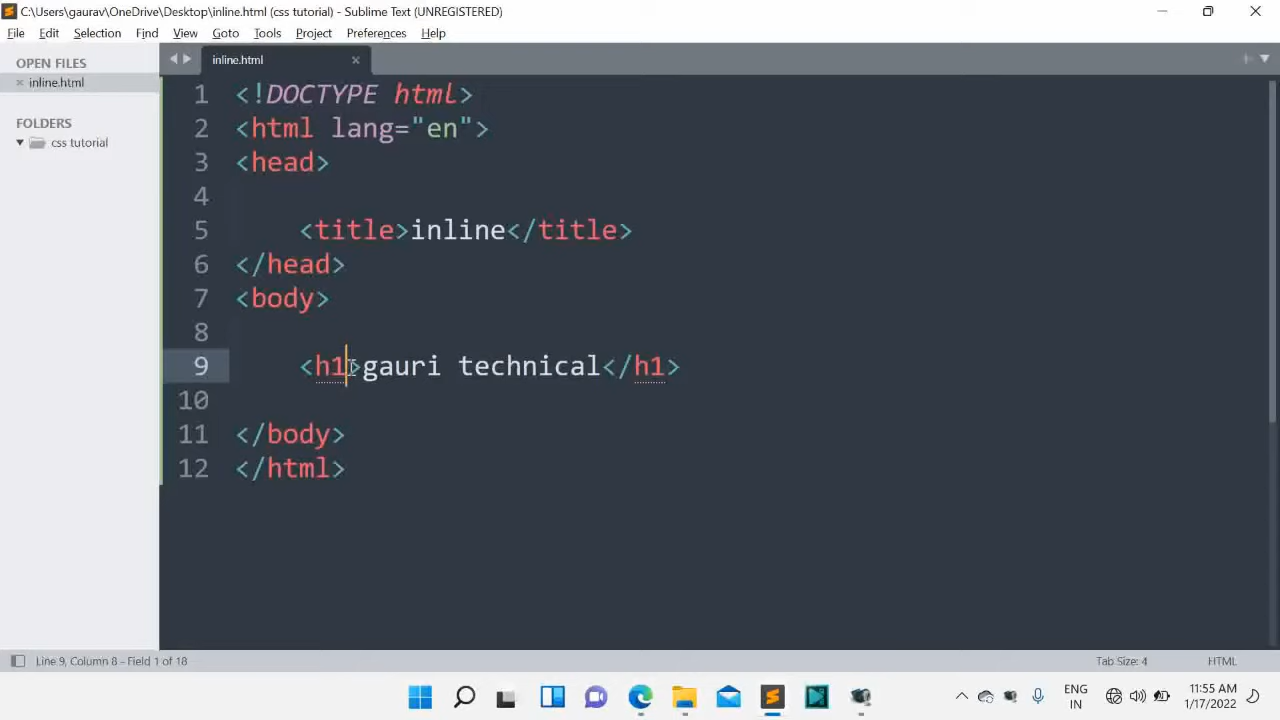 C:\Users\gaurav\OneDrive\Desktop\inline.html (css tutorial) - Sublime Text (UNREGISTERED)
File Edit Selection Find View Goto Tools Project Preferences Help
OPEN FILES
inline.html
FOLDERS
css tutorial
inline.html
1 <!DOCTYPE html>
2 <html lang="en">
3 <head>
4
5 <title>inline</title>
6 </head>
7 <body>
8
9 <h1>gauri technical</h1>
10
11 </body>
12 </html>
Line 9, Column 8 - Field 1 of 18
Tab Size: 4
HTML
ENG
IN
11:55 AM
1/17/2022